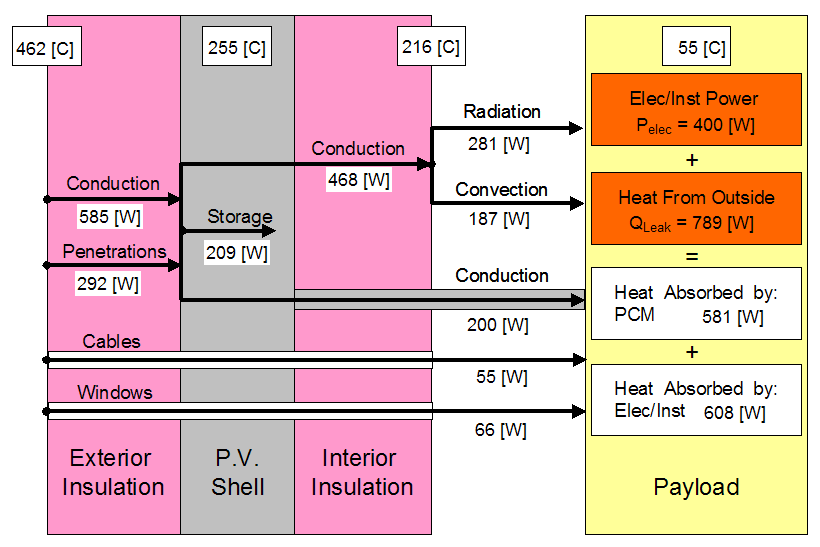 462 [C]
255 [C]
216 [C]
55 [C]
Radiation
281 [W]
Elec/Inst Power
Pelec = 400 [W]
+
Conduction
468 [W]
Conduction
585 [W]
Convection
187 [W]
Heat From Outside
QLeak = 789 [W]
=
Storage
209 [W]
Penetrations
292 [W]
Conduction
200 [W]
Heat Absorbed by:
PCM 581 [W]
+
Cables
55 [W]
Windows
66 [W]
Heat Absorbed by:
Elec/Inst 608 [W]
Exterior
Insulation
P.V.
Shell
Interior
Insulation
Payload